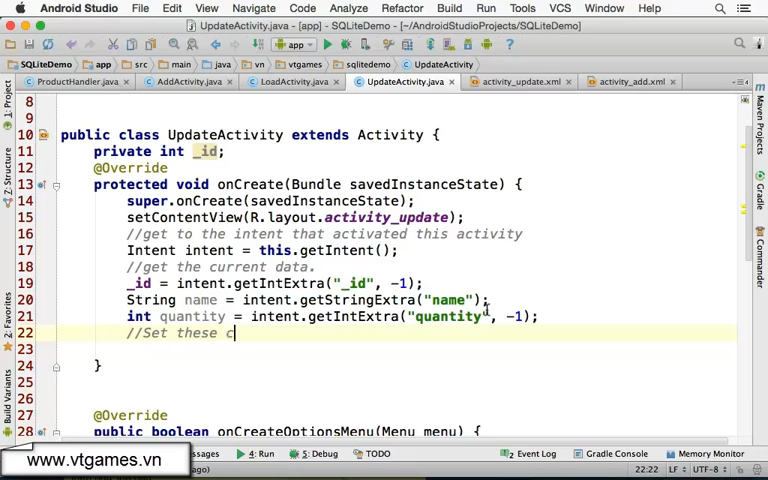 Android Studio File Edit View Navigate Code Analyze Refactor Build Run Tools VCS Window Help
UpdateActivity.java - [app] - SQLiteDemo - [~/AndroidStudioProjects/SQLiteDemo]
app
SQLiteDemo app src main java vn vtgames sqlitedemo UpdateActivity
ProductHandler.java AddActivity.java LoadActivity.java UpdateActivity.java activity_update.xml activity_add.xml
1: Project
Z: Structure
2: Favorites
Build Variants
Maven Projects
Gradle
Commander
8
9
10 public class UpdateActivity extends Activity {
11 private int _id;
12 @Override
13 protected void onCreate(Bundle savedInstanceState) {
14 super.onCreate(savedInstanceState);
15 setContentView(R.layout.activity_update);
16 //get to the intent that activated this activity
17 Intent intent = this.getIntent();
18 //get the current data.
19 _id = intent.getIntExtra("_id", -1);
20 String name = intent.getStringExtra("name");
21 int quantity = intent.getIntExtra("quantity", -1);
22 //Set these c
23
24 }
27 @Override
28 public boolean onCreateOptionsMenu(Menu menu) {
www.vtgames.vn
ssages 4: Run 5: Debug TODO Event Log Gradle Console Memory Monitor
ago) 22:22 LF UTF-8